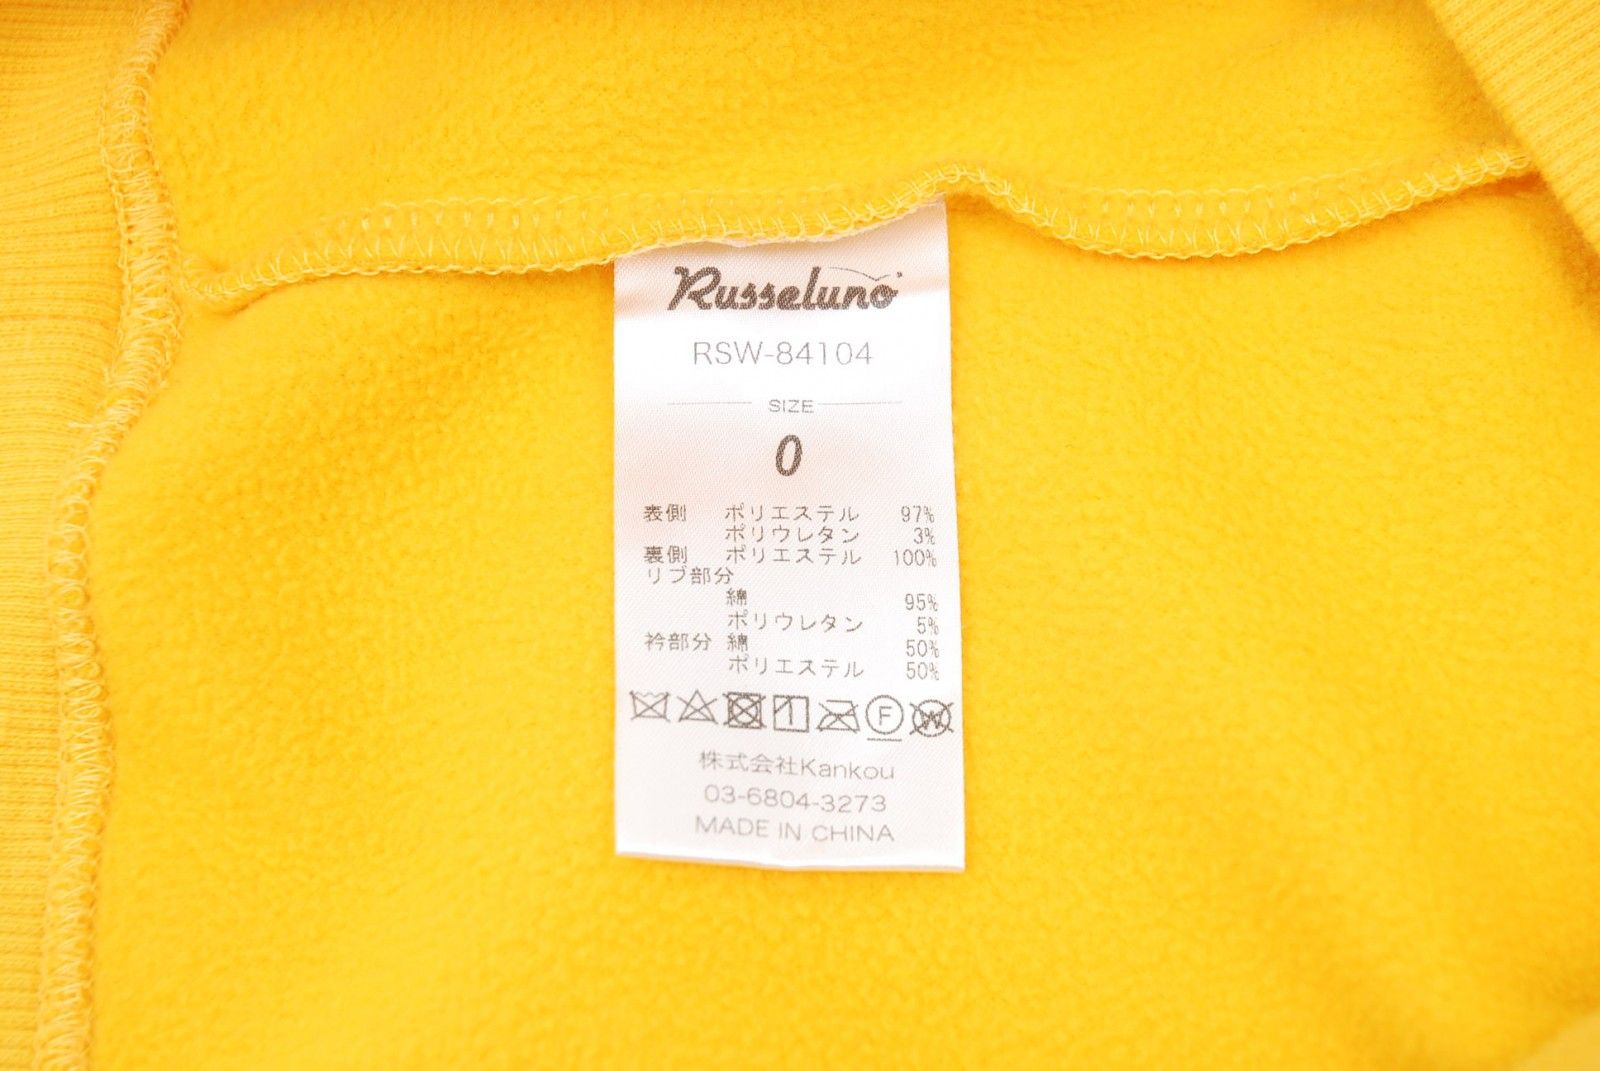 Russeluno
RSW-84104
SIZE
0
表側 ポリエステル 97%
ポリウレタン 3%
裏側 ポリエステル 100%
リブ部分
綿 95%
ポリウレタン 5%
衿部分 綿 50%
ポリエステル 50%
F W
株式会社Kankou
03-6804-3273
MADE IN CHINA